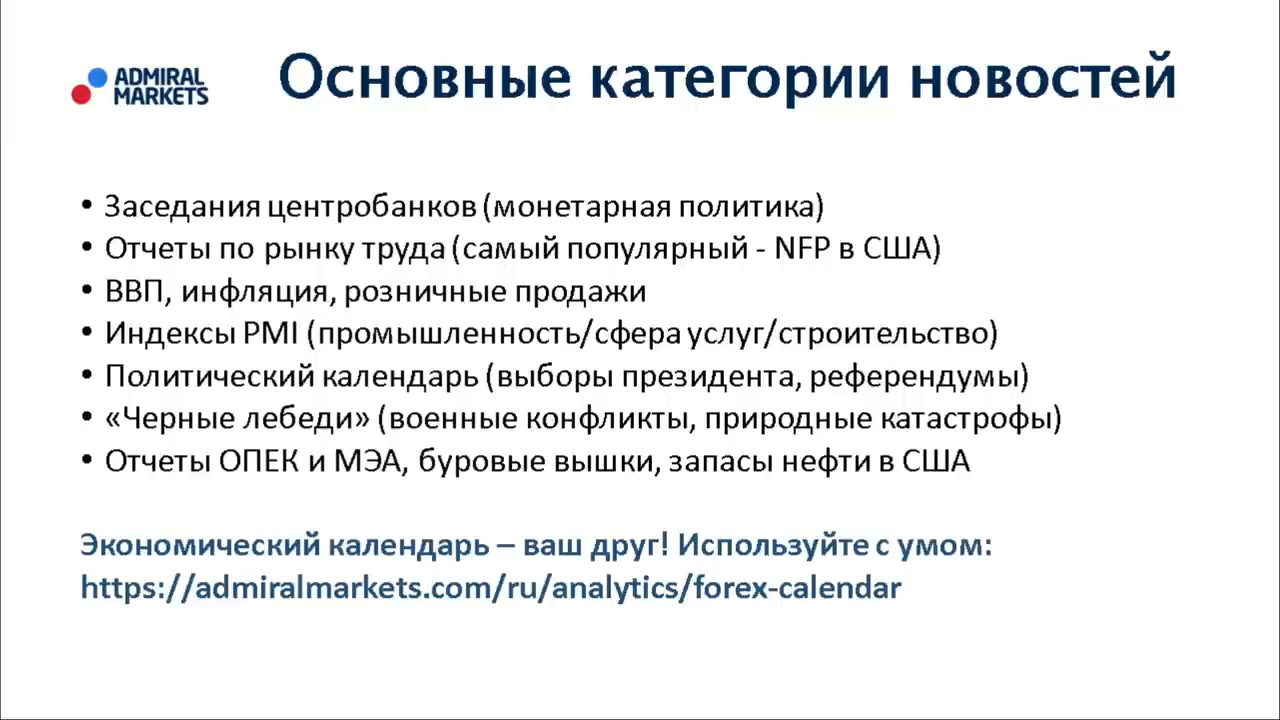 ADMIRAL
MARKETS
Основные категории новостей
• Заседания центробанков (монетарная политика)
• Отчеты по рынку труда (самый популярный - NFP в США)
• ВВП, инфляция, розничные продажи
• Индексы PMI (промышленность/сфера услуг/строительство)
• Политический календарь (выборы президента, референдумы)
• «Черные лебеди» (военные конфликты, природные катастрофы)
• Отчеты ОПЕК и МЭА, буровые вышки, запасы нефти в США
Экономический календарь – ваш друг! Используйте с умом:
https://admiralmarkets.com/ru/analytics/forex-calendar